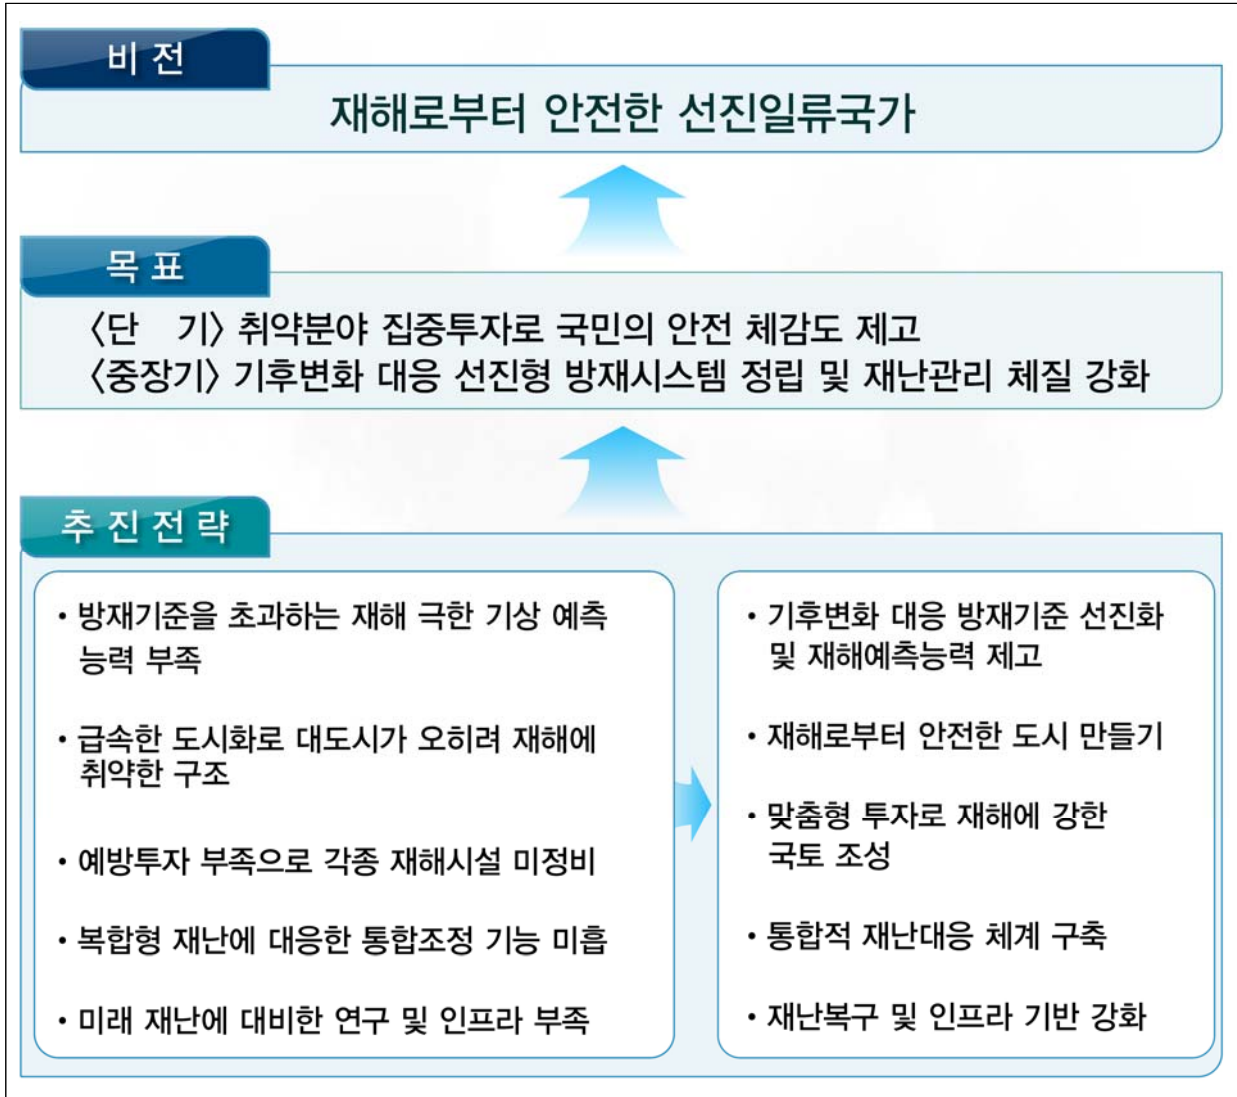 비 전
재해로부터 안전한 선진일류국가
목 표
〈단 기〉 취약분야 집중투자로 국민의 안전 체감도 제고
〈중장기〉 기후변화 대응 선진형 방재시스템 정립 및 재난관리 체질 강화
추 진 전 략
• 방재기준을 초과하는 재해 극한 기상 예측
능력 부족
• 급속한 도시화로 대도시가 오히려 재해에
취약한 구조
• 예방투자 부족으로 각종 재해시설 미정비
• 복합형 재난에 대응한 통합조정 기능 미흡
• 미래 재난에 대비한 연구 및 인프라 부족
• 기후변화 대응 방재기준 선진화
및 재해예측능력 제고
• 재해로부터 안전한 도시 만들기
• 맞춤형 투자로 재해에 강한
국토 조성
• 통합적 재난대응 체계 구축
• 재난복구 및 인프라 기반 강화